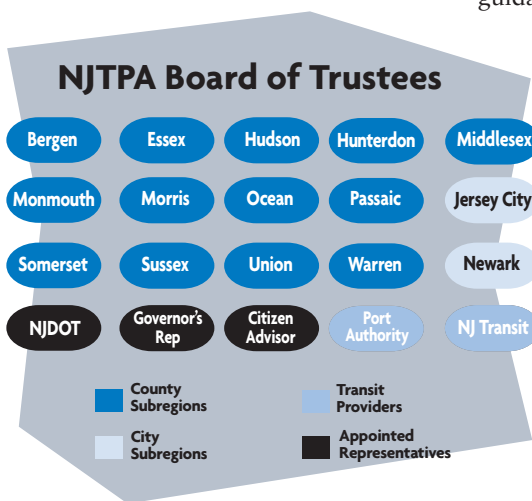 guida
NJTPA Board of Trustees
Bergen Essex Hudson Hunterdon Middlesex
Monmouth Morris Ocean Passaic Jersey City
Somerset Sussex Union Warren Newark
NJDOT
Governor's
Rep
Citizen
Advisor
Port
Authority
NJ Transit
County
Subregions
Transit
Providers
City
Subregions
Appointed
Representatives